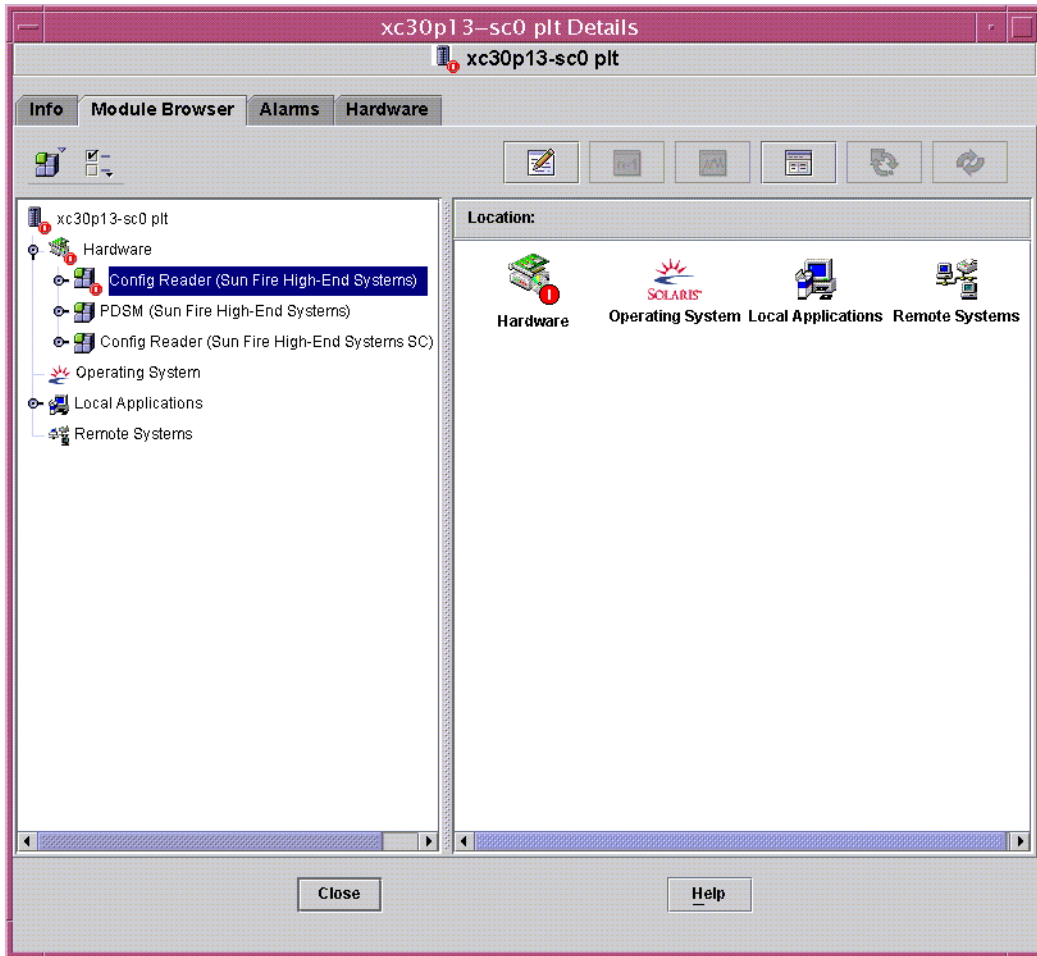 xc30p13–sc0 plt Details
xc30p13-sc0 plt
Info Module Browser Alarms Hardware
xc30p13-sc0 plt
Hardware
Config Reader (Sun Fire High-End Systems)
PDSM (Sun Fire High-End Systems)
Config Reader (Sun Fire High-End Systems SC)
Operating System
Local Applications
Remote Systems
Location:
SOLARIS
Hardware Operating System Local Applications Remote Systems
Close Help